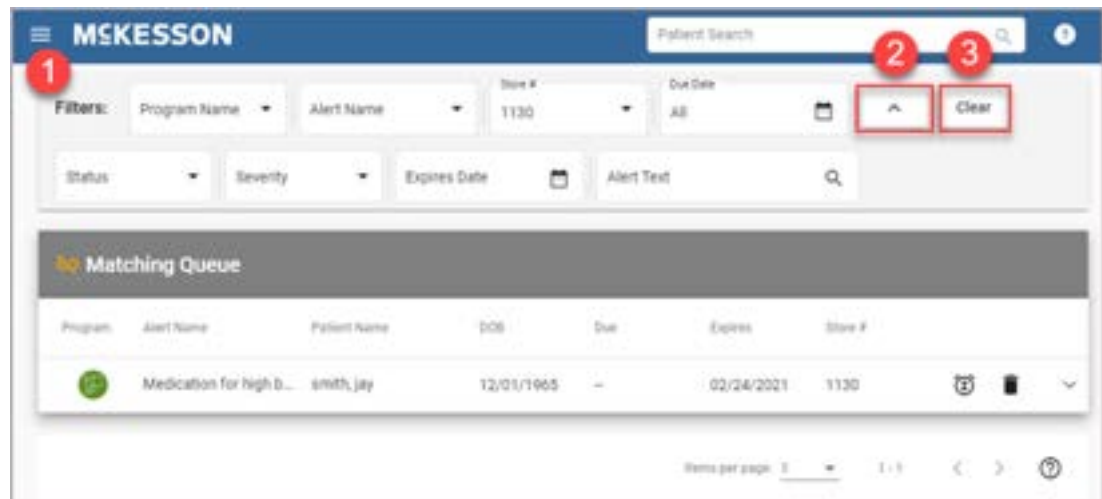 MCKESSON
Patient Search
1
2
3
Filters:
Program Name
Alert Name
Store #
1130
Due Date
All
Clear
Status
Severity
Expires Date
Alert Text
Matching Queue
Program Alert Name Patient Name DOB Due Expires Store #
Medication for high b... smith, jay 12/01/1965 – 02/24/2021 1130
Items per page:
1-1